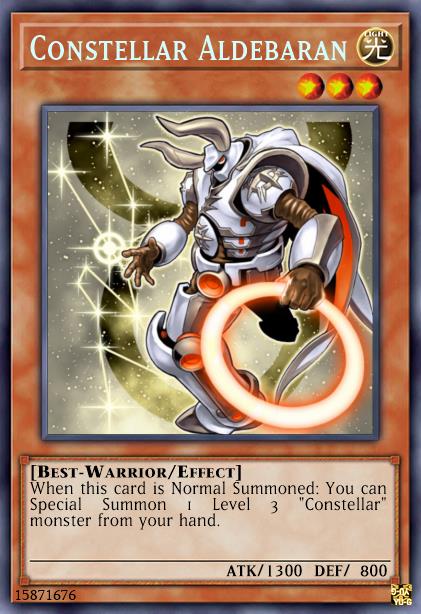 CONSTELLAR ALDEBARAN
LIGHT
光
[BEST-WARRIOR/EFFECT]
When this card is Normal Summoned: You can
Special Summon 1 Level 3 "Constellar"
monster from your hand.
ATK/1300 DEF/ 800
15871676